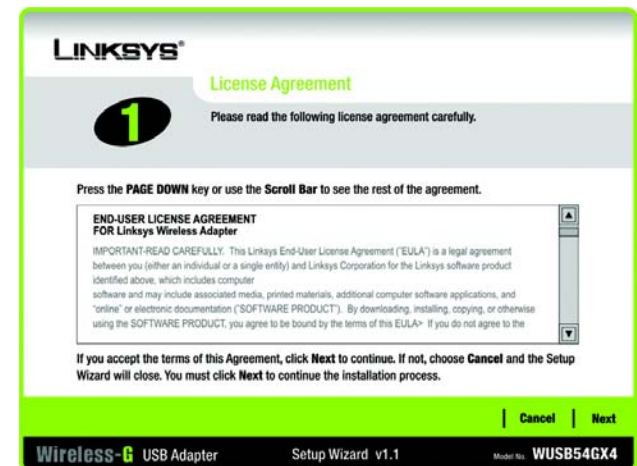 LINKSYS®
License Agreement
1
Please read the following license agreement carefully.
Press the PAGE DOWN key or use the Scroll Bar to see the rest of the agreement.
END-USER LICENSE AGREEMENT
FOR Linksys Wireless Adapter
IMPORTANT-READ CAREFULLY. This Linksys End-User License Agreement ("EULA") is a legal agreement
between you (either an individual or a single entity) and Linksys Corporation for the Linksys software product
identified above, which includes computer
software and may include associated media, printed materials, additional computer software applications, and
"online" or electronic documentation ("SOFTWARE PRODUCT"). By downloading, installing, copying, or otherwise
using the SOFTWARE PRODUCT, you agree to be bound by the terms of this EULA> If you do not agree to the
If you accept the terms of this Agreement, click Next to continue. If not, choose Cancel and the Setup
Wizard will close. You must click Next to continue the installation process.
Cancel Next
Wireless-G USB Adapter Setup Wizard v1.1 Model No. WUSB54GX4